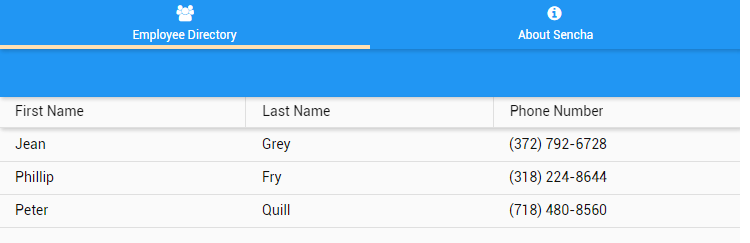 Employee Directory About Sencha
First Name Last Name Phone Number
Jean Grey (372) 792-6728
Phillip Fry (318) 224-8644
Peter Quill (718) 480-8560